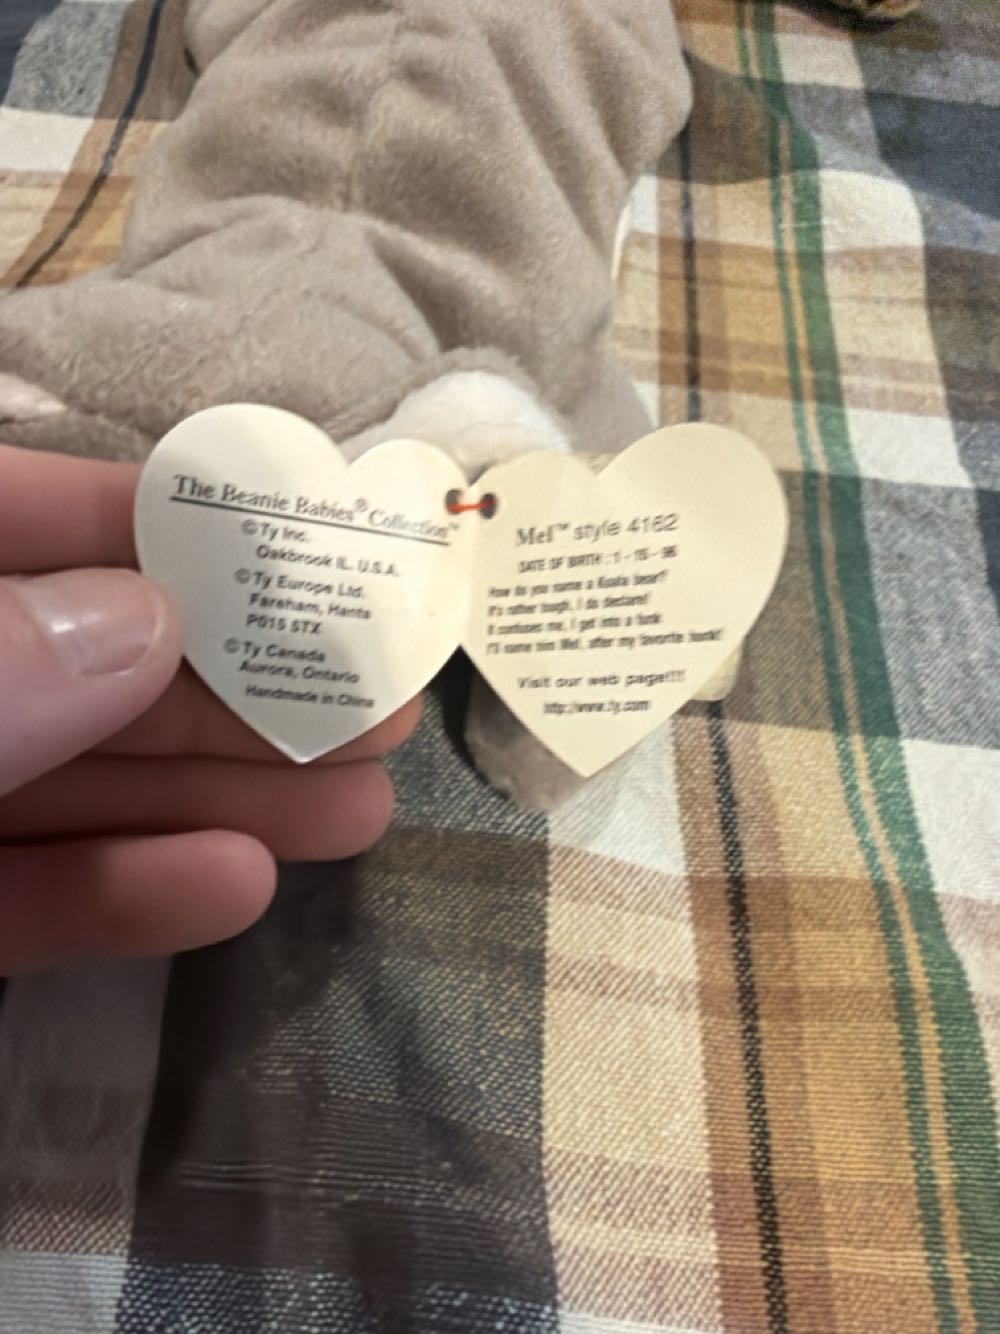 The Beanie Babies® Collection™
©Ty Inc.
Oakbrook IL. U.S.A.
©Ty Europe Ltd.
Fareham, Hants
P015 5TX
©Ty Canada
Aurora, Ontario
Handmade in China
Mel™ style 4162
DATE OF BIRTH : 1 - 15 - 96
How do you name a Koala bear?
It's rather tough, I do declare!
It confuses me, I get into a funk
I'll name him Mel, after my favorite hunk!
Visit our web page!!!
http://www.ty.com